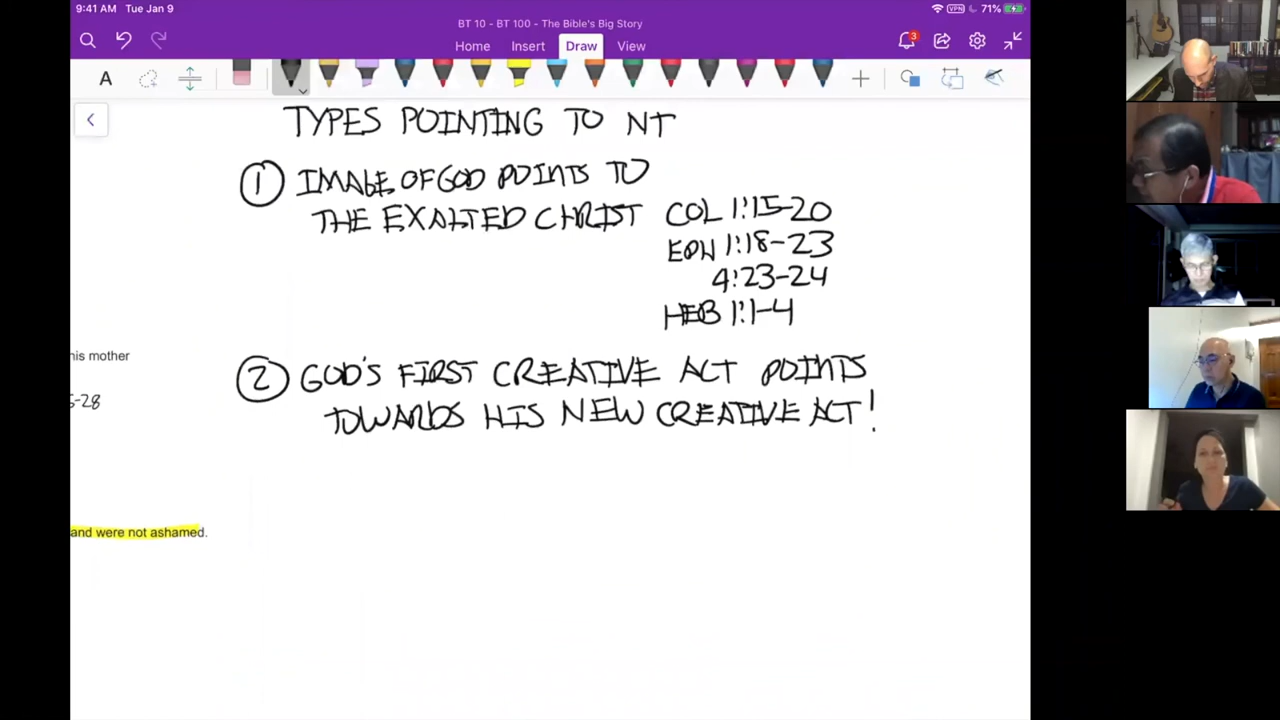 9:41 AM Tue Jan 9
71%
BT 10 - BT 100 - The Bible's Big Story
VPN
Home Insert Draw View
3
A
TYPES POINTING TO NT
1 IMAGE OF GOD POINTS TO
THE EXALTED CHRIST COL 1:15-20
EPH 1:18-23
4:23-24
HEB 1:1-4
his mother
5-28
2 GOD'S FIRST CREATIVE ACT POINTS
TOWARDS HIS NEW CREATIVE ACT!
and were not ashamed.